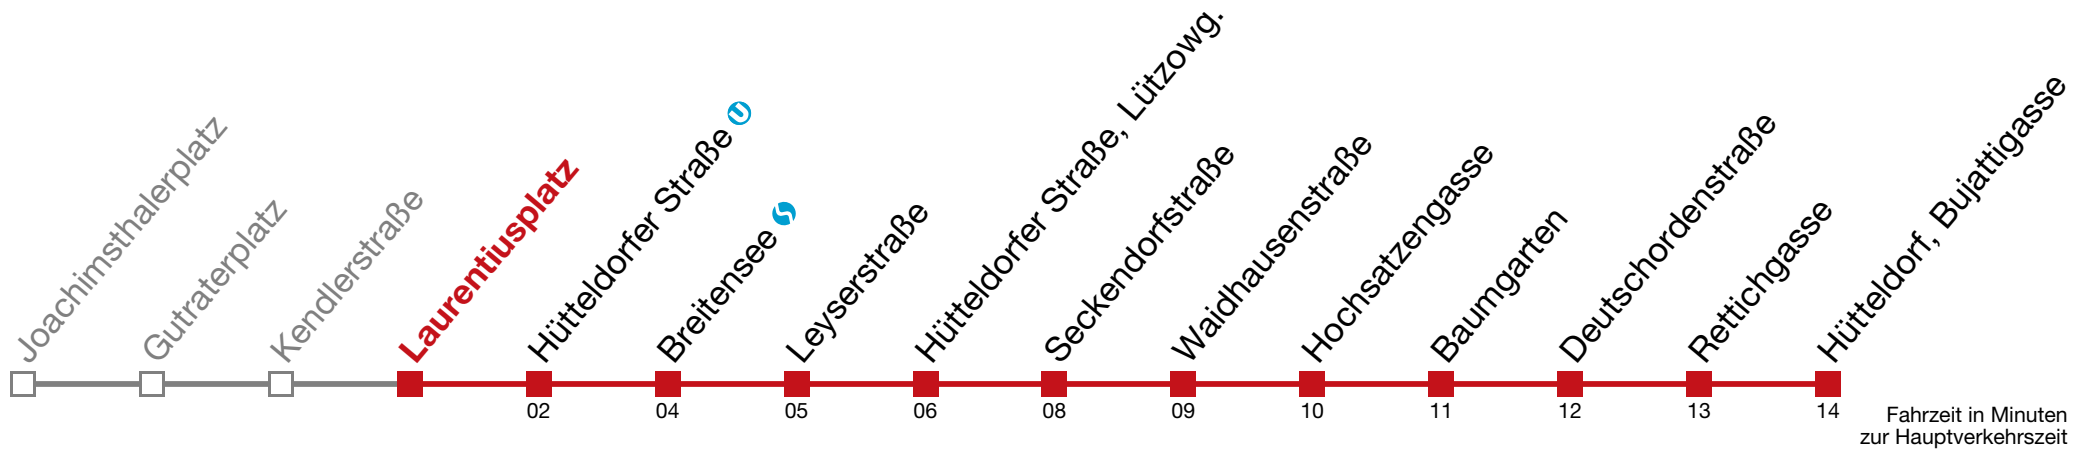 Joachimsthalerplatz
Gutraterplatz
Kendlerstraße
Laurentiusplatz
Hütteldorfer Straße U
Breitensee S
Leyserstraße
Hütteldorfer Straße, Lützowg.
Seckendorfstraße
Waidhausenstraße
Hochsatzengasse
Baumgarten
Deutschordenstraße
Rettichgasse
Hütteldorf, Bujattigasse
02 04 05 06 08 09 10 11 12 13 14
Fahrzeit in Minuten
zur Hauptverkehrszeit